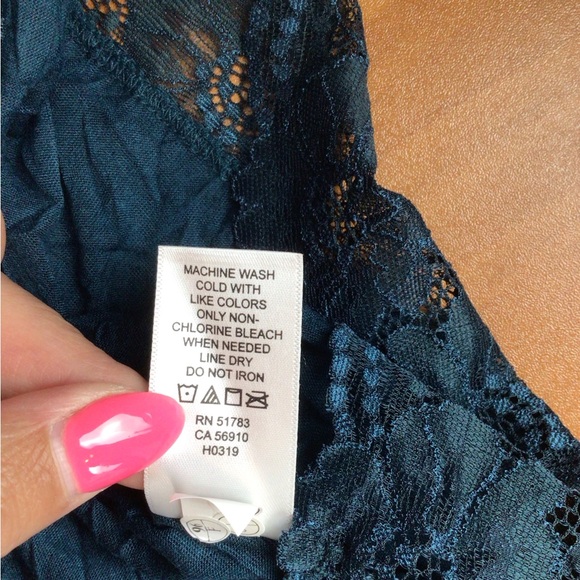 MACHINE WASH
COLD WITH
LIKE COLORS
ONLY NON-
CHLORINE BLEACH
WHEN NEEDED
LINE DRY
DO NOT IRON
RN 51783
CA 56910
H0319